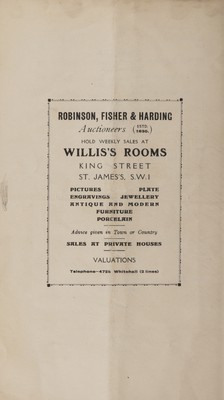 ROBINSON, FISHER & HARDING
Auctioneers (ESTD. 1830.)
HOLD WEEKLY SALES AT
WILLIS'S ROOMS
KING STREET
ST. JAMES'S, S.W.1
PICTURES PLATE
ENGRAVINGS JEWELLERY
ANTIQUE AND MODERN
FURNITURE
PORCELAIN
Advice given in Town or Country
SALES AT PRIVATE HOUSES
VALUATIONS
Telephone—4724 Whitehall (2 lines)